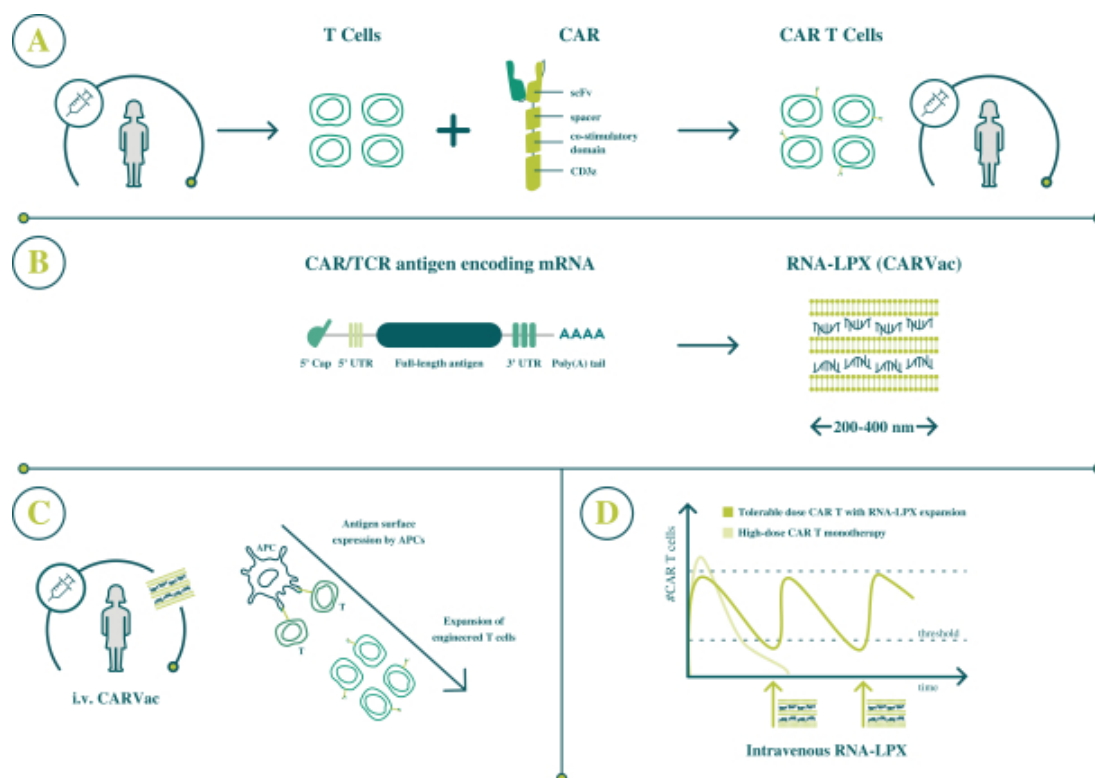 A
T Cells
CAR
CAR T Cells
scFv
spacer
co-stimulatory
domain
CD3ε
B
CAR/TCR antigen encoding mRNA
RNA-LPX (CARVac)
AAAA
5' Cap
5' UTR
Full-length antigen
3' UTR
Poly(A) tail
200-400 nm
C
Antigen surface
expression by APCs
APC
T
T
Expansion of
engineered T cells
i.v. CARVac
D
Tolerable dose CAR T with RNA-LPX expansion
High-dose CAR T monotherapy
#CAR T cells
threshold
time
Intravenous RNA-LPX